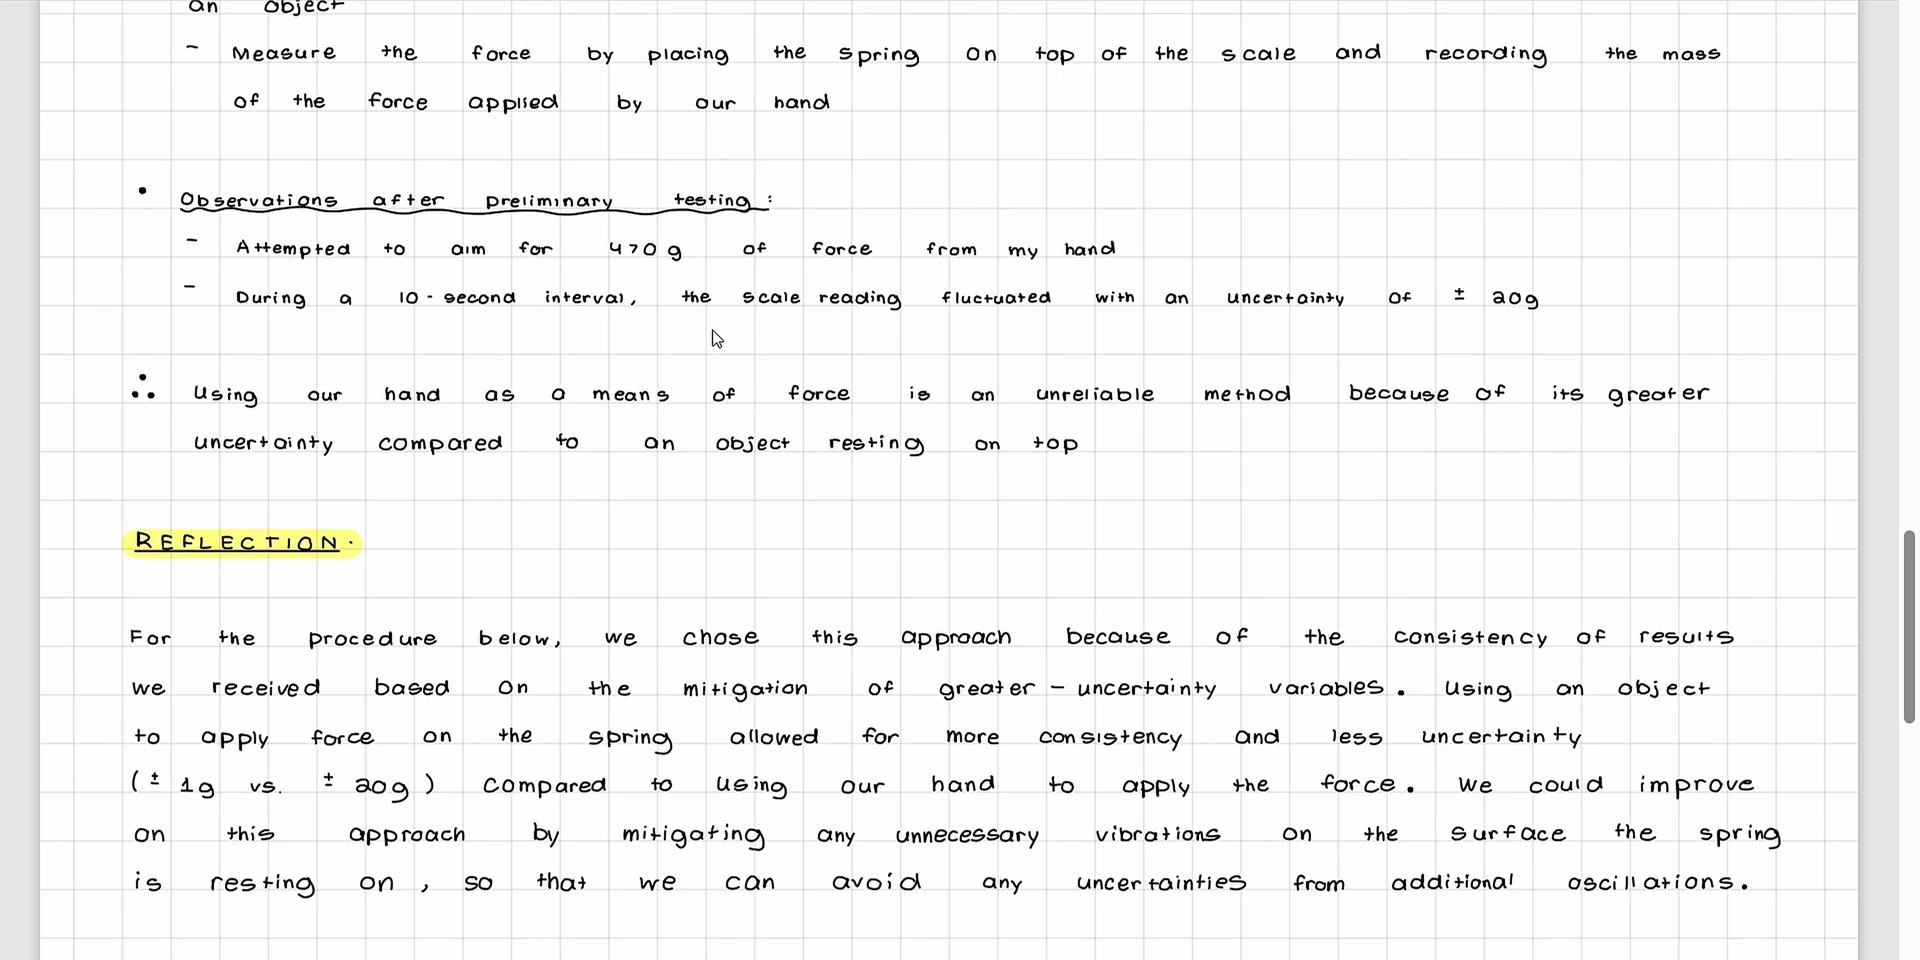 an object
- Measure the force by placing the spring on top of the scale and recording the mass
of the force applied by our hand
• Observations after preliminary testing :
- Attempted to aim for 470g of force from my hand
- During a 10-second interval, the scale reading fluctuated with an uncertainty of ± 20g
∴ Using our hand as a means of force is an unreliable method because of its greater
uncertainty compared to an object resting on top
REFLECTION.
For the procedure below, we chose this approach because of the consistency of results
we received based on the mitigation of greater-uncertainty variables. Using an object
to apply force on the spring allowed for more consistency and less uncertainty
(± 1g vs. ± 20g) compared to using our hand to apply the force. We could improve
on this approach by mitigating any unnecessary vibrations on the surface the spring
is resting on, so that we can avoid any uncertainties from additional oscillations.